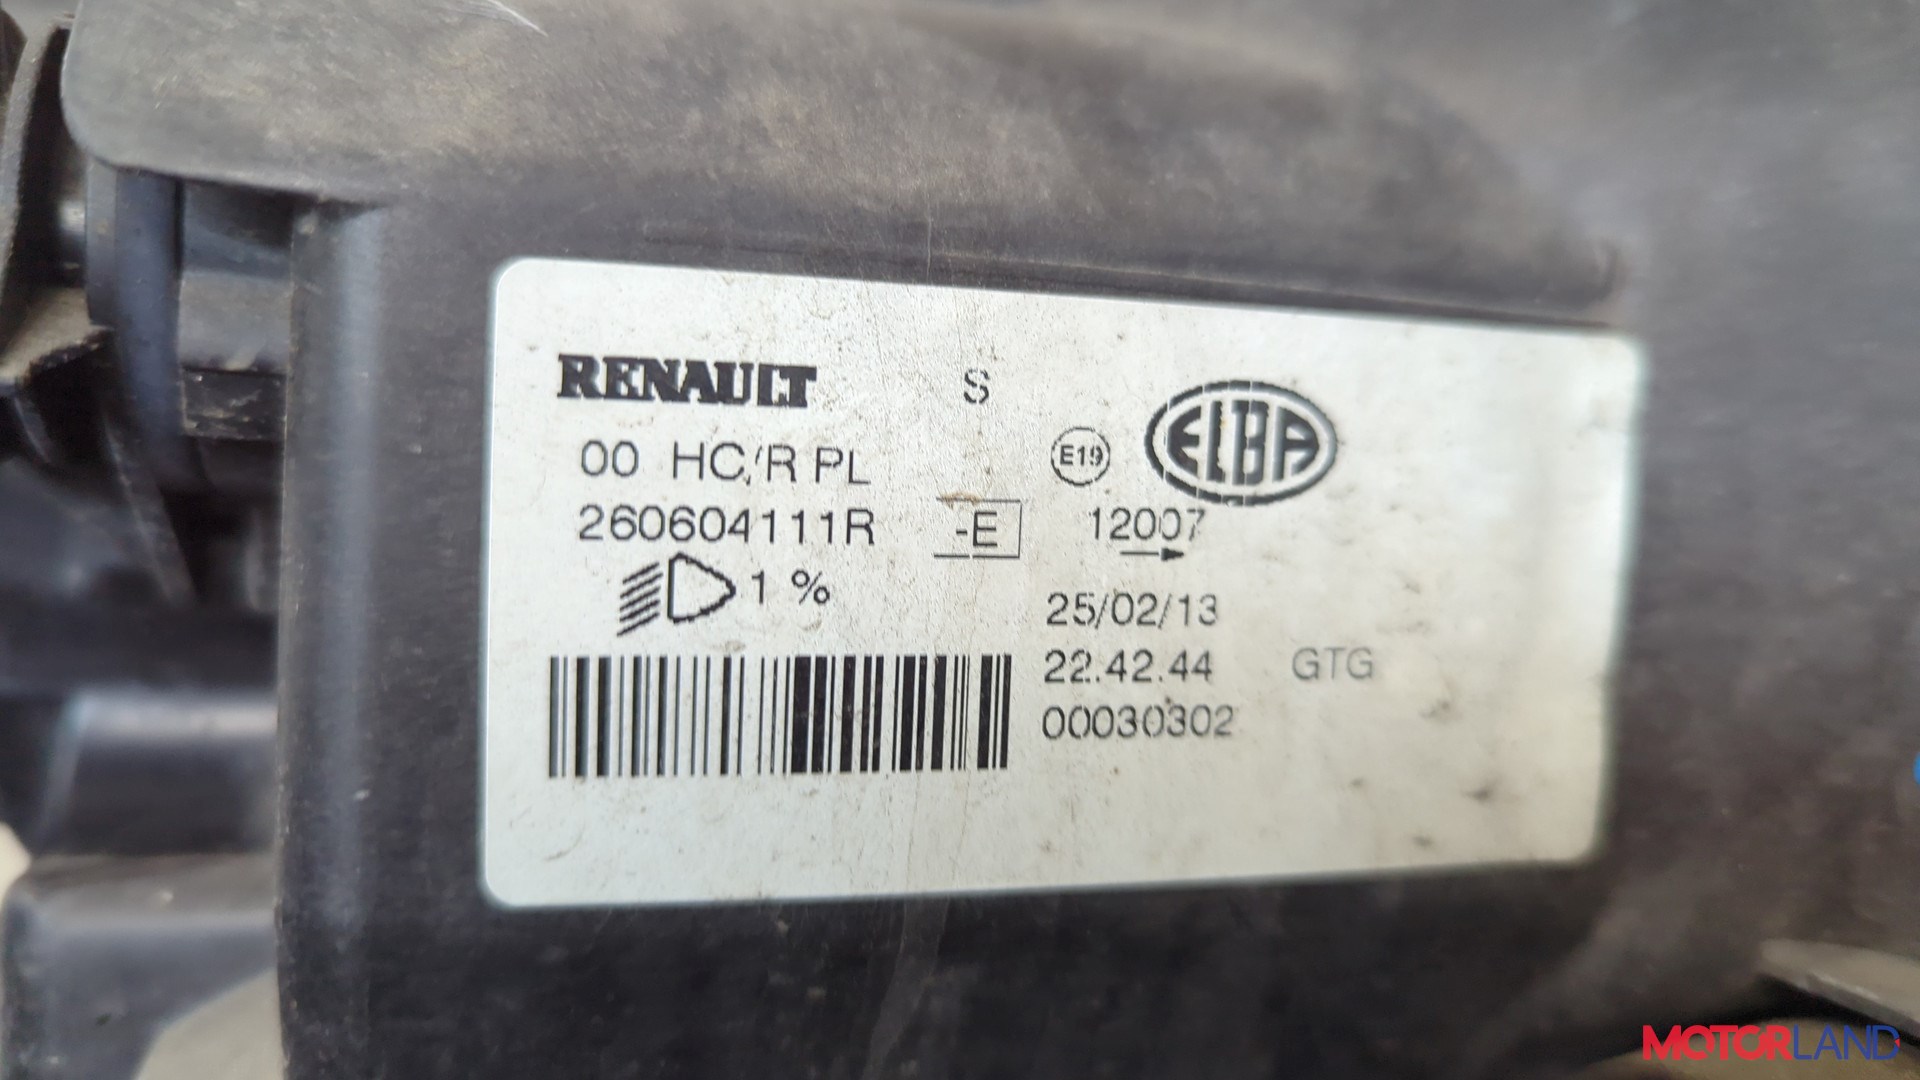 RENAULT S
00 HC/R PL E19 ELBA
260604111R -E 12007
1 %
25/02/13
22.42.44 GTG
00030302
MOTORLAND